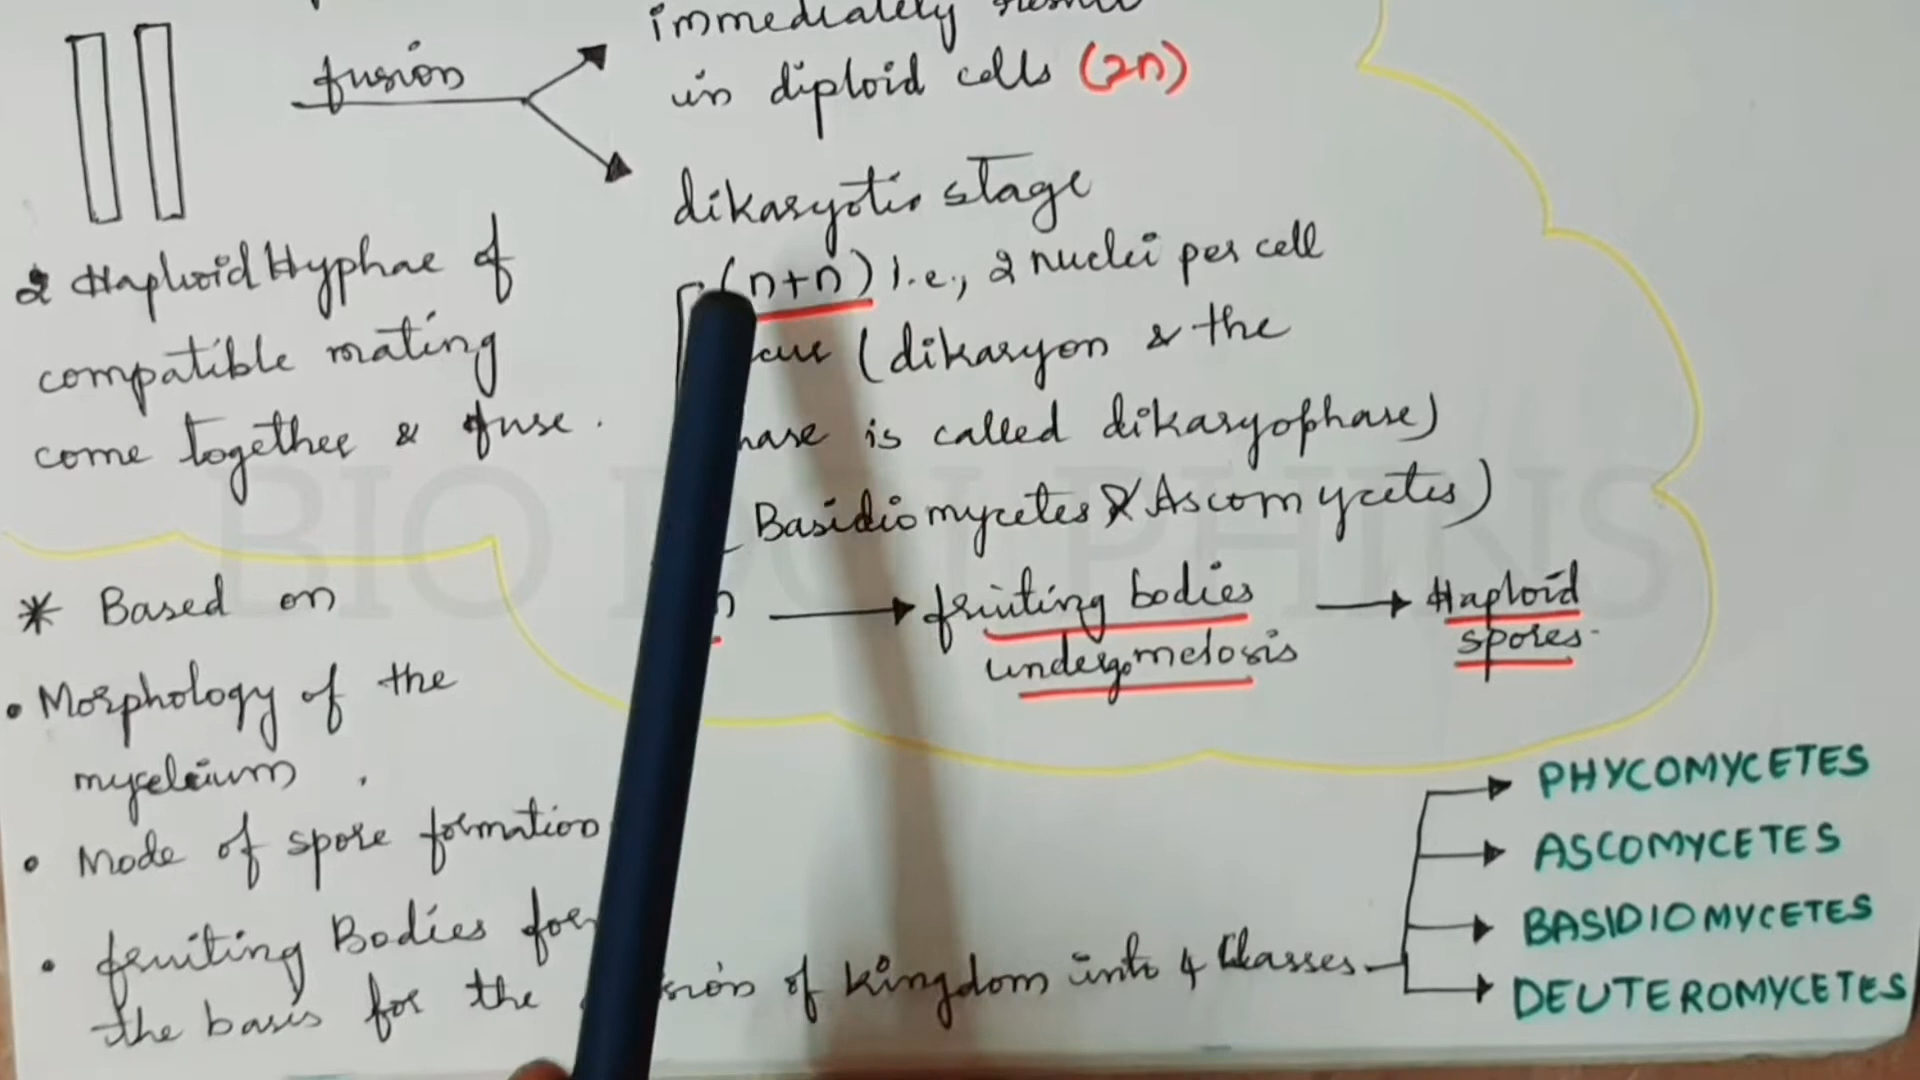 immediately
in diploid cells (2n)
fusion
dikaryotic stage
(n+n) i.e., 2 nuclei per cell
(dikaryon & the
is called dikaryophase)
Basidiomycetes & Ascomycetes)
fruiting bodies
undergo meiosis
Haploid
spores.
2 Haploid Hyphae of
compatible mating
come together & fuse.
* Based on
• Morphology of the
myceleium.
• Mode of spore formation
• fruiting Bodies
the basis for the of kingdom into 4 Classes
PHYCOMYCETES
ASCOMYCETES
BASIDIOMYCETES
DEUTEROMYCETES
BIO DOLPHINS